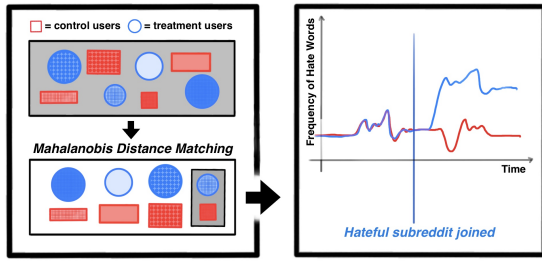 = control users = treatment users
Mahalanobis Distance Matching
Frequency of Hate Words
Time
Hateful subreddit joined